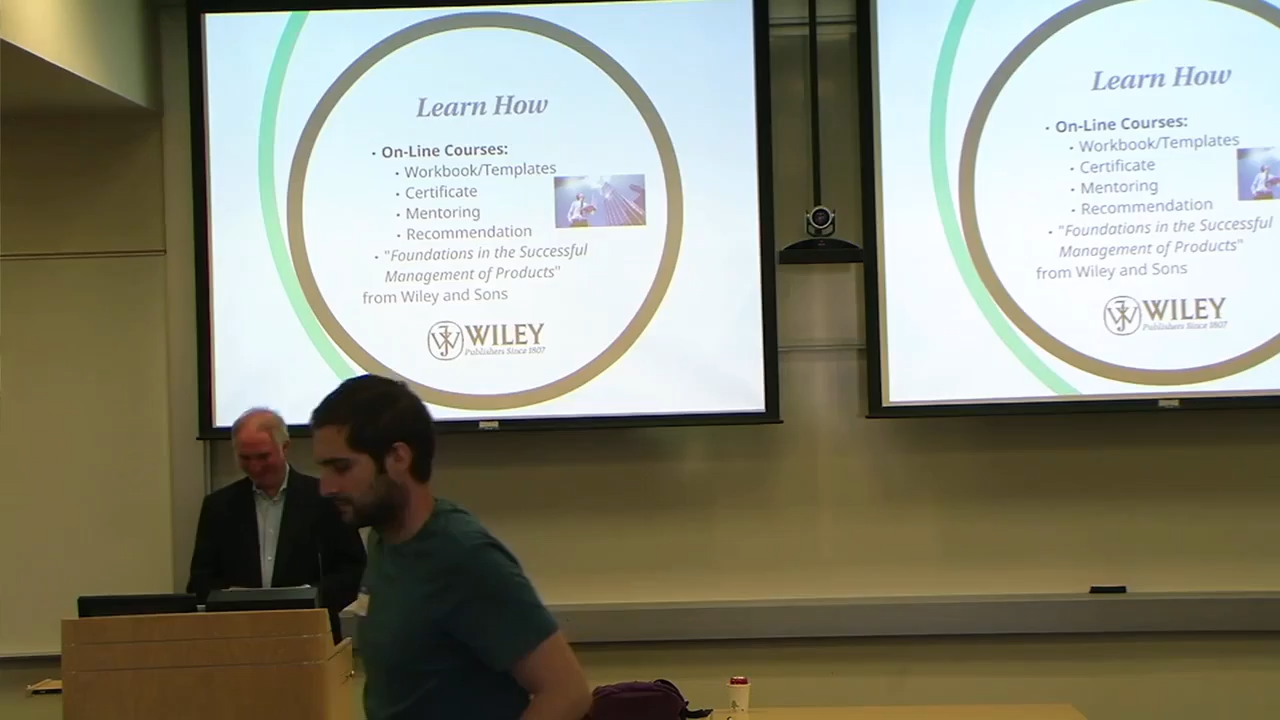 Learn How
· On-Line Courses:
· Workbook/Templates
· Certificate
· Mentoring
· Recommendation
· "Foundations in the Successful
Management of Products"
from Wiley and Sons
WILEY
Publishers Since 1807
Learn How
· On-Line Courses:
· Workbook/Templates
· Certificate
· Mentoring
· Recommendation
· "Foundations in the Successful
Management of Products"
from Wiley and Sons
WILEY
Publishers Since 1807